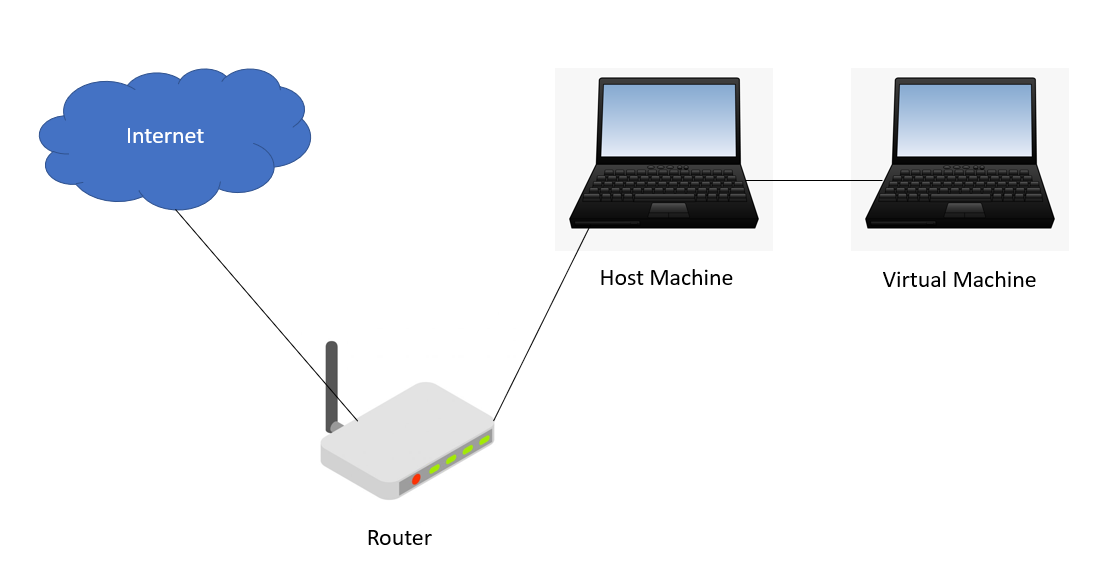 Internet
Host Machine
Virtual Machine
Router